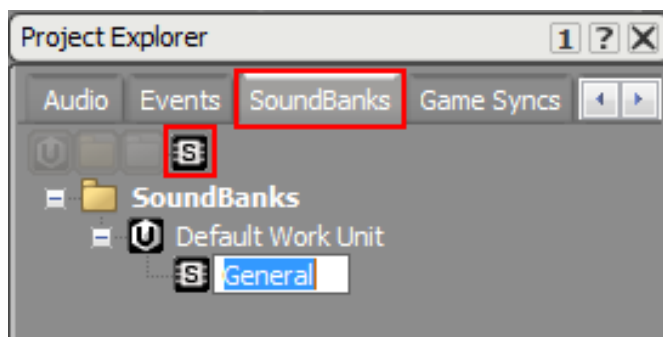 Project Explorer 1 ? X
Audio Events SoundBanks Game Syncs
S
SoundBanks
Default Work Unit
S General